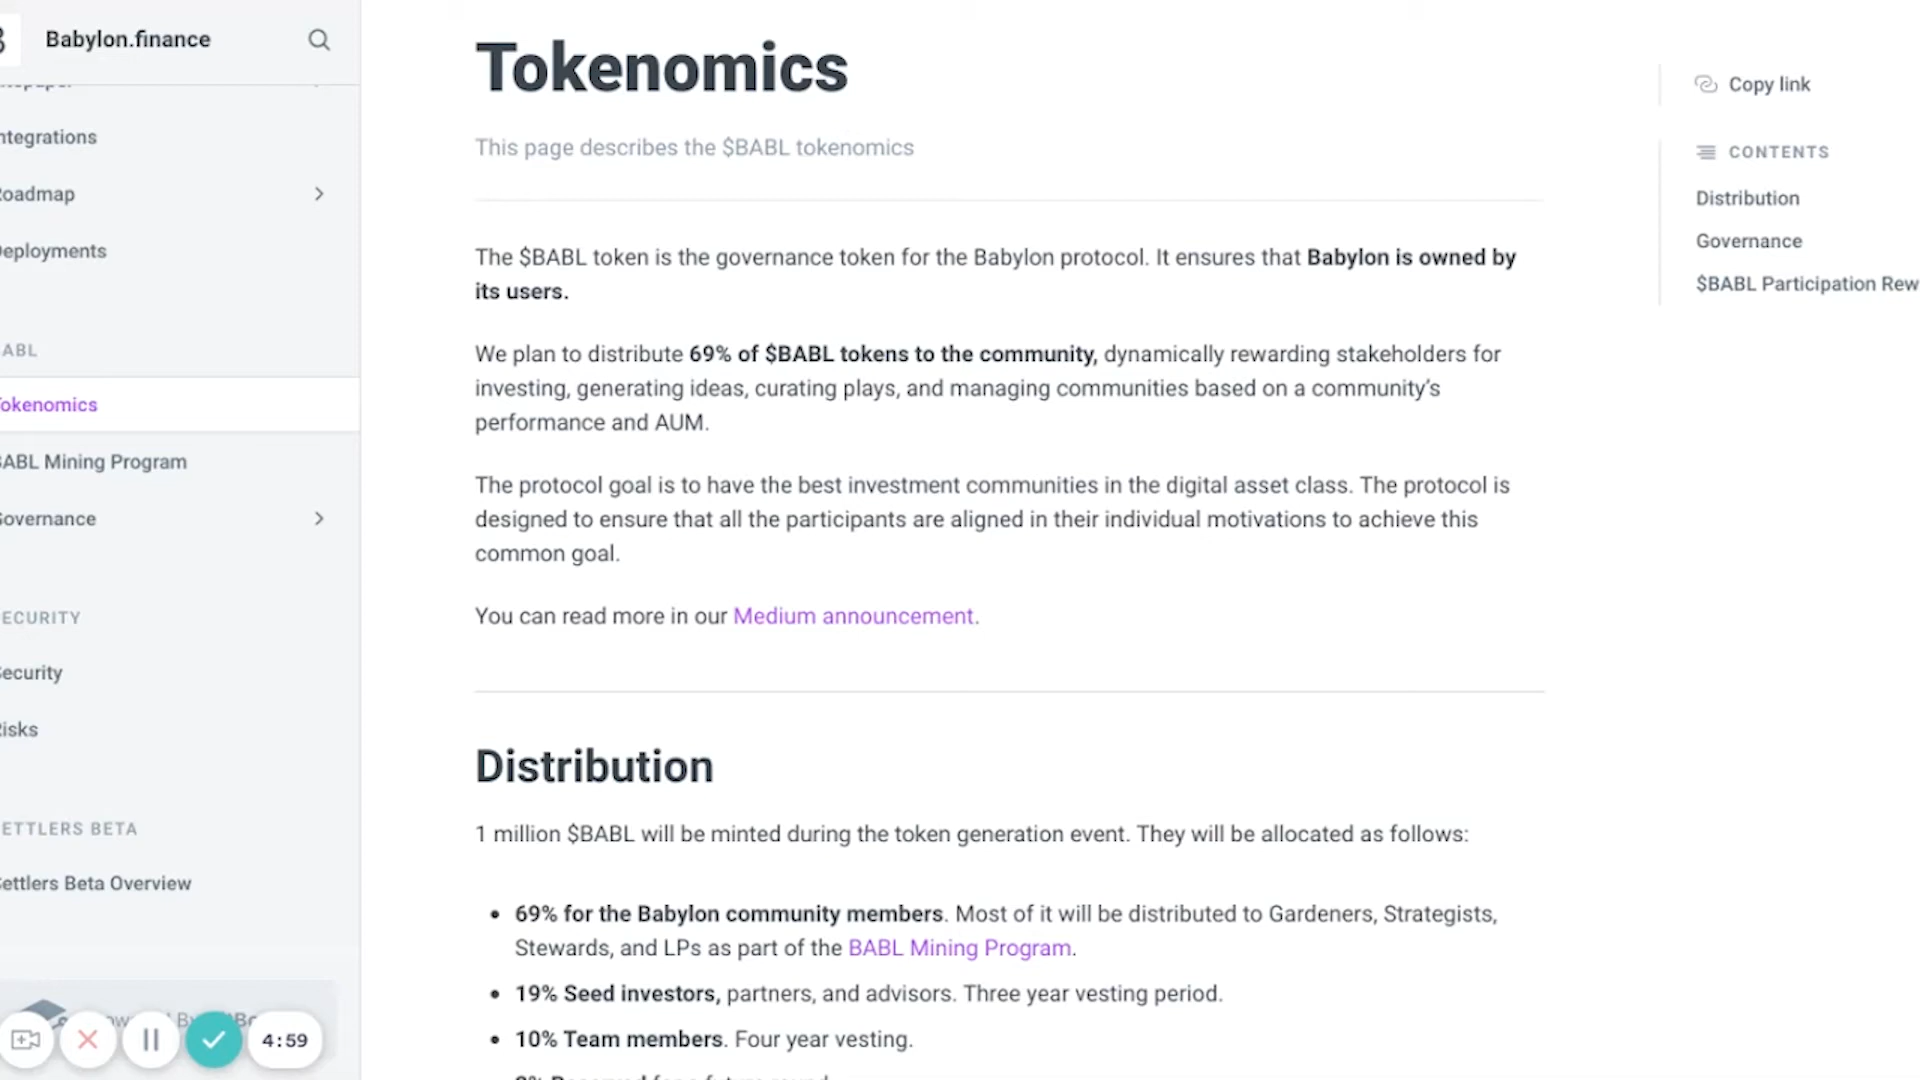 Babylon.finance
ntegrations
oadmap
eployments
ABL
okenomics
ABL Mining Program
overnance
ECURITY
ecurity
isks
ETTLERS BETA
ettlers Beta Overview
4:59
Tokenomics
This page describes the $BABL tokenomics
The $BABL token is the governance token for the Babylon protocol. It ensures that Babylon is owned by
its users.
We plan to distribute 69% of $BABL tokens to the community, dynamically rewarding stakeholders for
investing, generating ideas, curating plays, and managing communities based on a community’s
performance and AUM.
The protocol goal is to have the best investment communities in the digital asset class. The protocol is
designed to ensure that all the participants are aligned in their individual motivations to achieve this
common goal.
You can read more in our Medium announcement.
Distribution
1 million $BABL will be minted during the token generation event. They will be allocated as follows:
• 69% for the Babylon community members. Most of it will be distributed to Gardeners, Strategists,
Stewards, and LPs as part of the BABL Mining Program.
• 19% Seed investors, partners, and advisors. Three year vesting period.
• 10% Team members. Four year vesting.
Copy link
CONTENTS
Distribution
Governance
$BABL Participation Rew